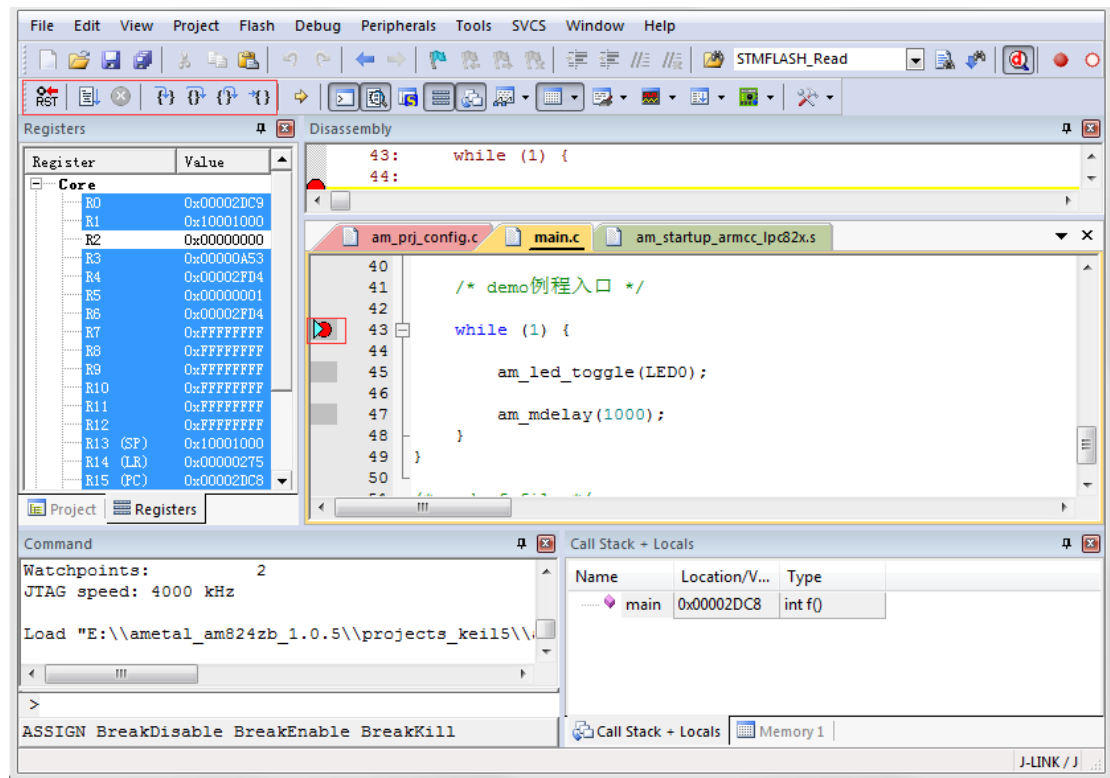 File Edit View Project Flash Debug Peripherals Tools SVCS Window Help
STMFLASH_Read
RST
Registers
Disassembly
Register Value
Core
R0 0x00002DC9
R1 0x10001000
R2 0x00000000
R3 0x00000A53
R4 0x00002FD4
R5 0x00000001
R6 0x00002FD4
R7 0xFFFFFFFF
R8 0xFFFFFFFF
R9 0xFFFFFFFF
R10 0xFFFFFFFF
R11 0xFFFFFFFF
R12 0xFFFFFFFF
R13 (SP) 0x10001000
R14 (LR) 0x00000275
R15 (PC) 0x00002DC8
Project Registers
43: while (1) {
44:
am_prj_config.c main.c am_startup_armcc_lpc82x.s
40
41 /* demo例程入口 */
42
43 while (1) {
44
45 am_led_toggle(LED0);
46
47 am_mdelay(1000);
48 }
49 }
50
Command
Watchpoints: 2
JTAG speed: 4000 kHz
Load "E:\\ametal_am824zb_1.0.5\\projects_keil5\\
>
ASSIGN BreakDisable BreakEnable BreakKill
Call Stack + Locals
Name Location/V... Type
main 0x00002DC8 int f()
Call Stack + Locals Memory 1
J-LINK / J